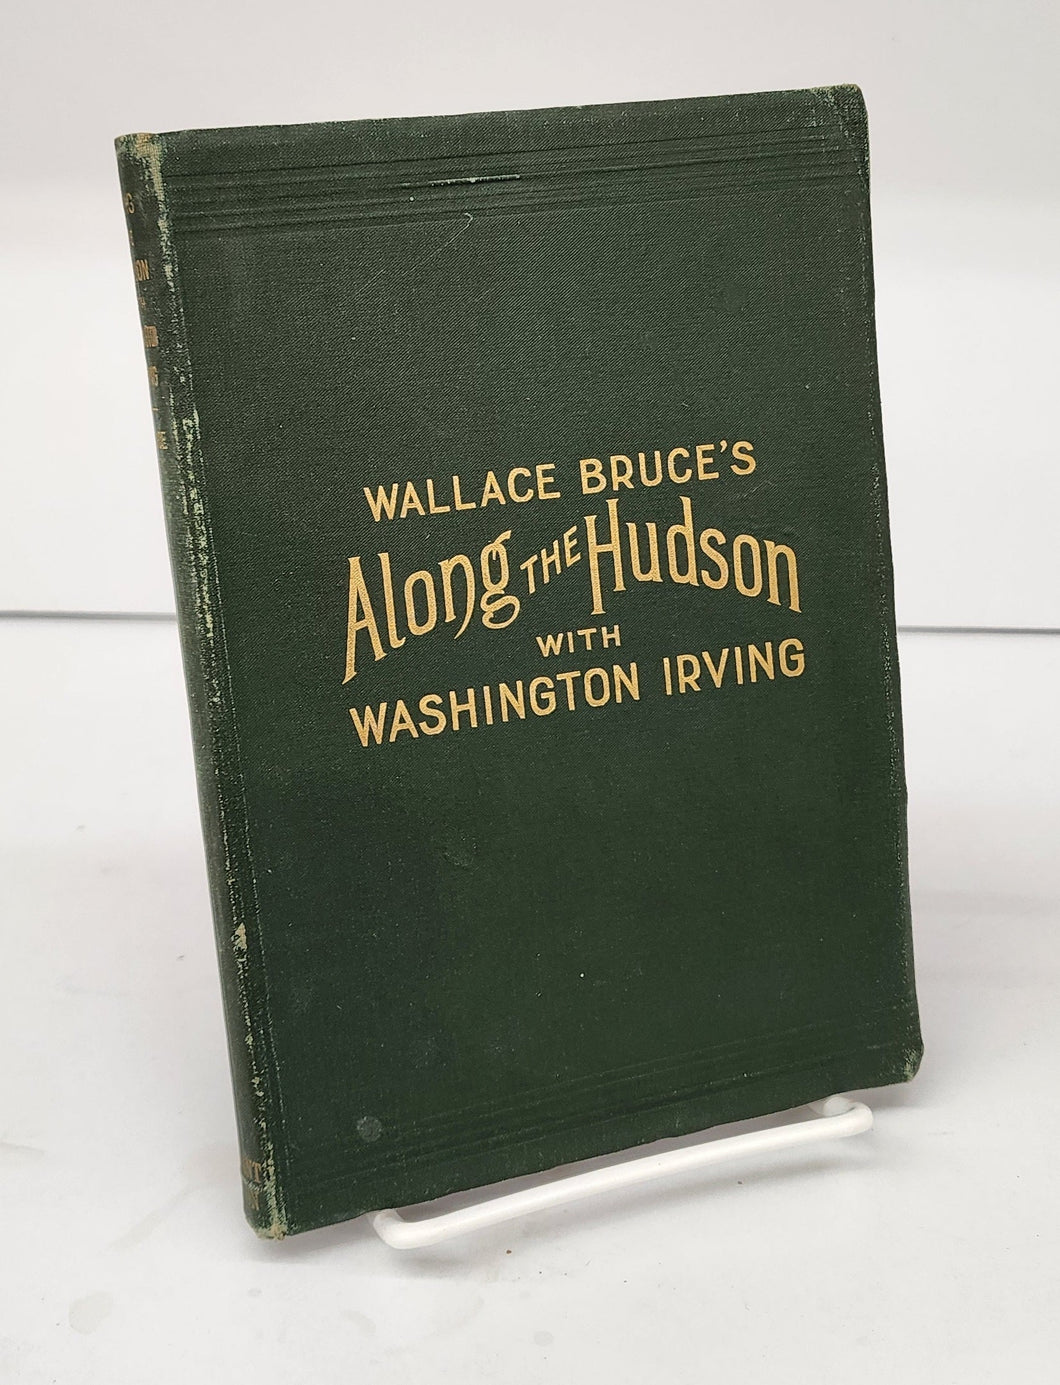 WALLACE BRUCE'S
Along THE Hudson
WITH
WASHINGTON IRVING